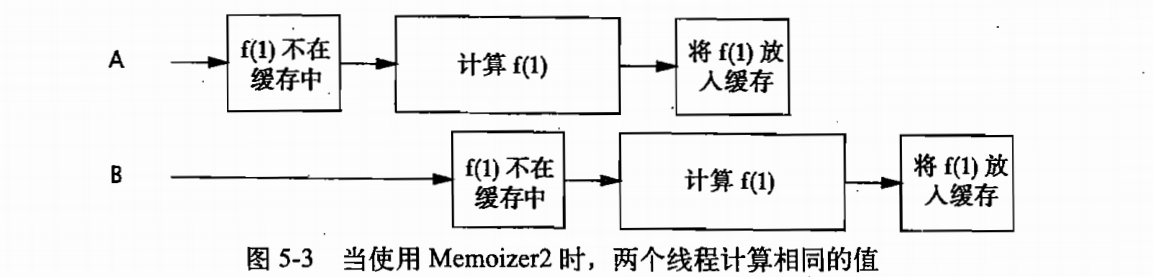 A
f(1) 不在
缓存中
计算 f(1)
将 f(1) 放
入缓存
B
f(1) 不在
缓存中
计算 f(1)
将 f(1) 放
入缓存
图 5-3 当使用 Memoizer2 时，两个线程计算相同的值